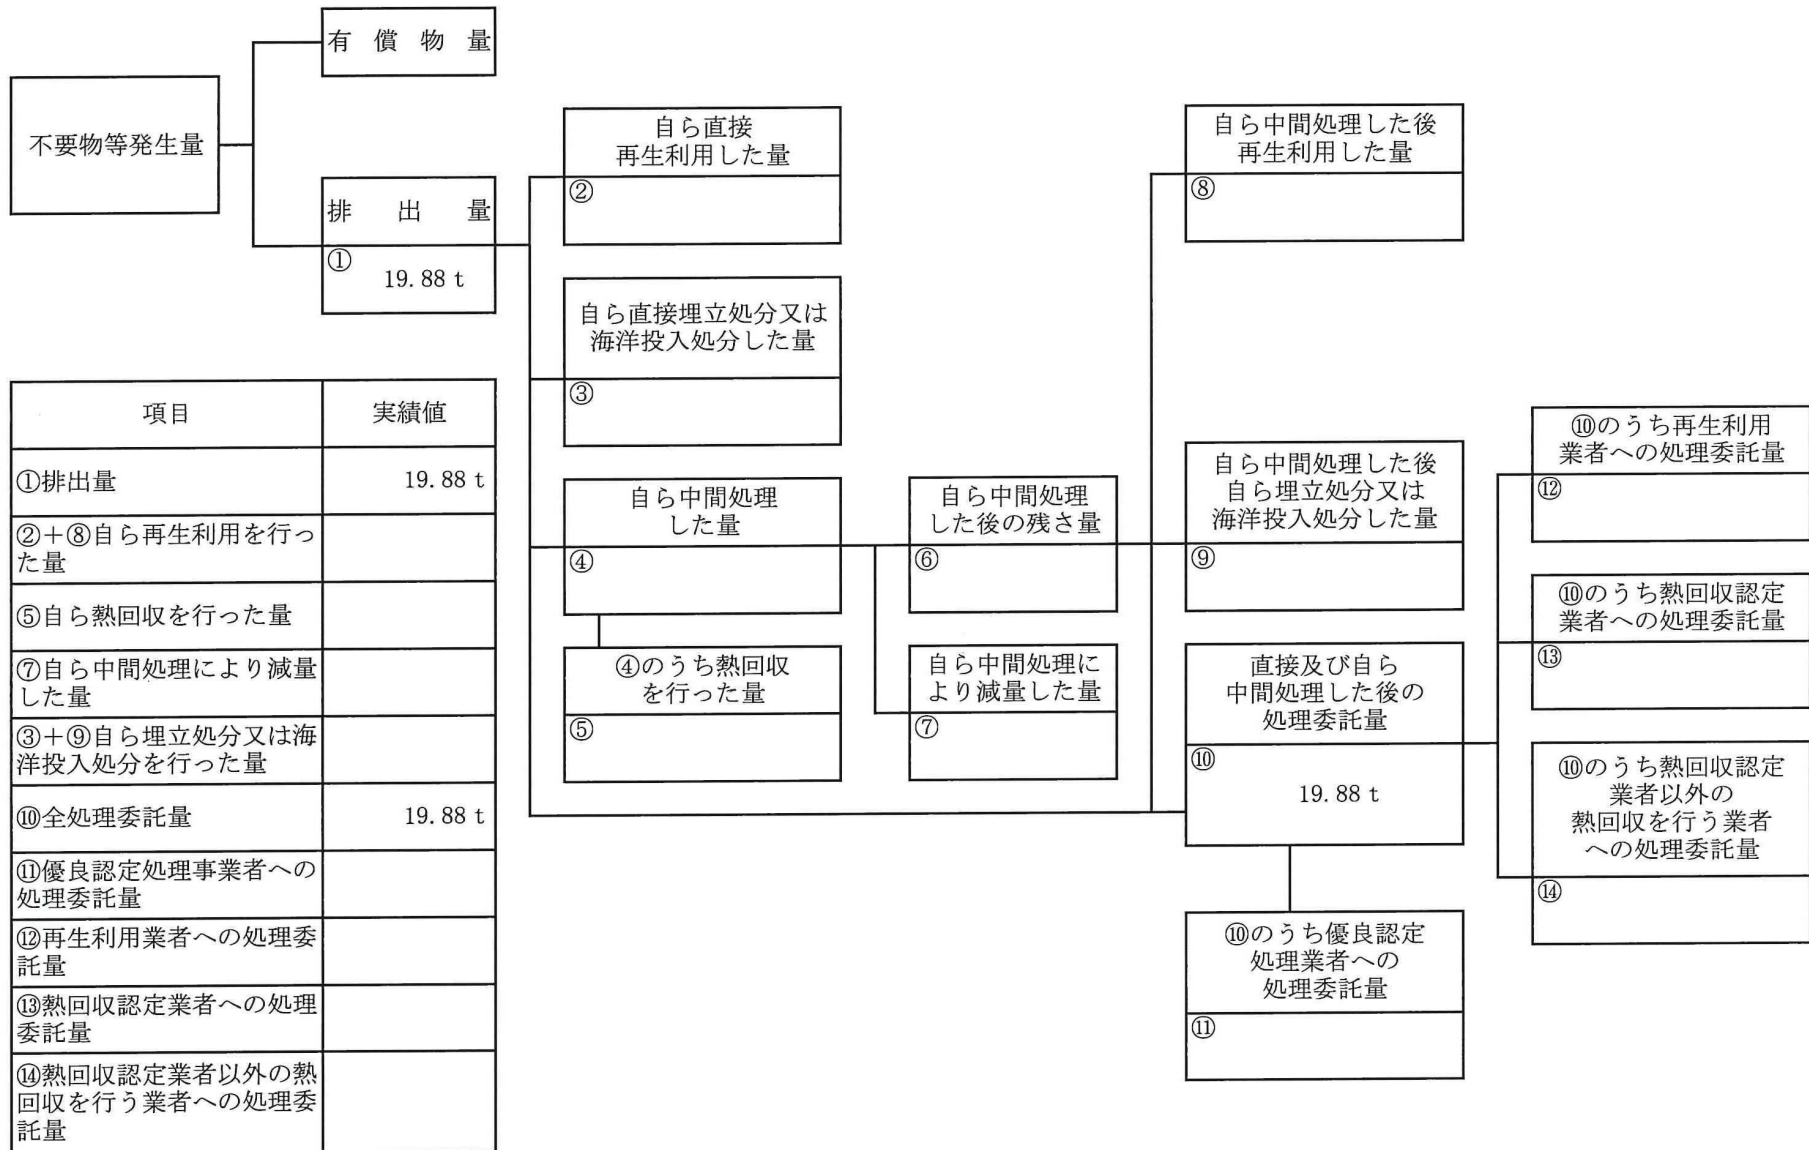 有償物量
不要物等発生量
排出量
①
19.88 t
自ら直接
再生利用した量
②
自ら直接埋立処分又は
海洋投入処分した量
③
自ら中間処理
した量
④
④のうち熱回収
を行った量
⑤
自ら中間処理
した後の残さ量
⑥
自ら中間処理に
より減量した量
⑦
自ら中間処理した後
再生利用した量
⑧
自ら中間処理した後
自ら埋立処分又は
海洋投入処分した量
⑨
直接及び自ら
中間処理した後の
処理委託量
⑩
19.88 t
⑩のうち優良認定
処理業者への
処理委託量
⑪
⑩のうち再生利用
業者への処理委託量
⑫
⑩のうち熱回収認定
業者への処理委託量
⑬
⑩のうち熱回収認定
業者以外の
熱回収を行う業者
への処理委託量
⑭
項目 実績値
①排出量 19.88 t
②+⑧自ら再生利用を行っ
た量
⑤自ら熱回収を行った量
⑦自ら中間処理により減量
した量
③+⑨自ら埋立処分又は海
洋投入処分を行った量
⑩全処理委託量 19.88 t
⑪優良認定処理事業者への
処理委託量
⑫再生利用業者への処理委
託量
⑬熱回収認定業者への処理
委託量
⑭熱回収認定業者以外の熱
回収を行う業者への処理委
託量